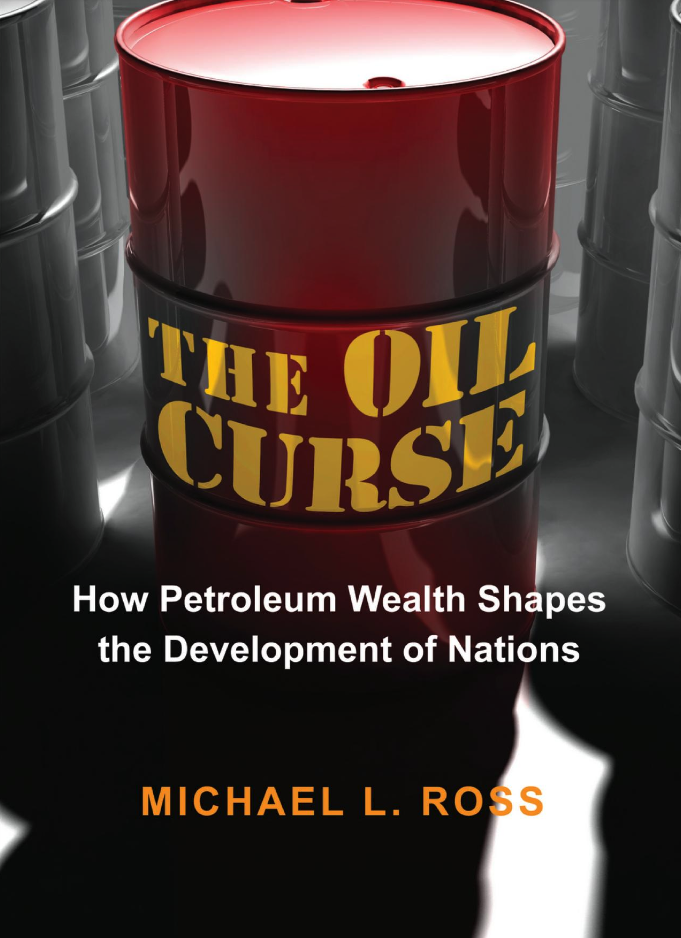 THE OIL
CURSE
How Petroleum Wealth Shapes
the Development of Nations
MICHAEL L. ROSS